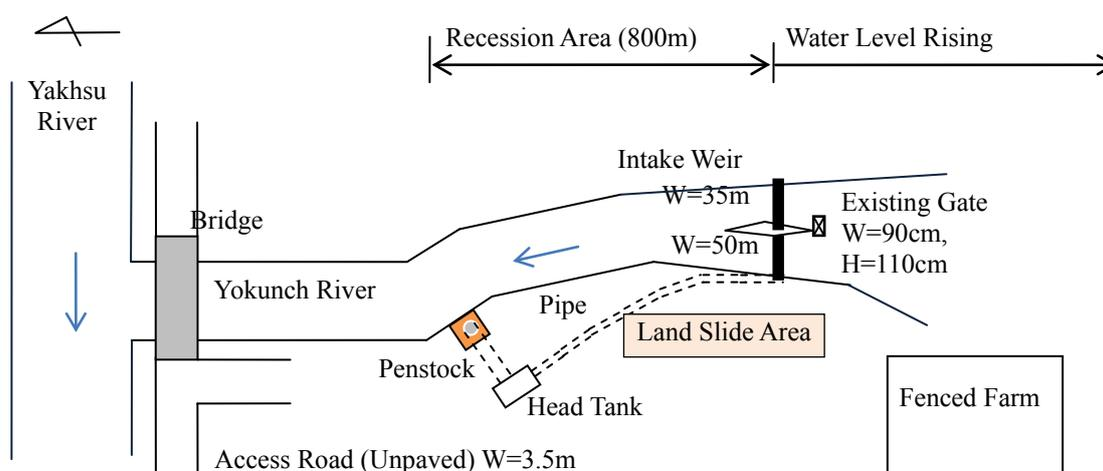 Recession Area (800m)
Water Level Rising
Yakhsu
River
Intake Weir
W=35m
Existing Gate
W=90cm,
H=110cm
Bridge
W=50m
Yokunch River
Pipe
Land Slide Area
Penstock
Head Tank
Fenced Farm
Access Road (Unpaved) W=3.5m